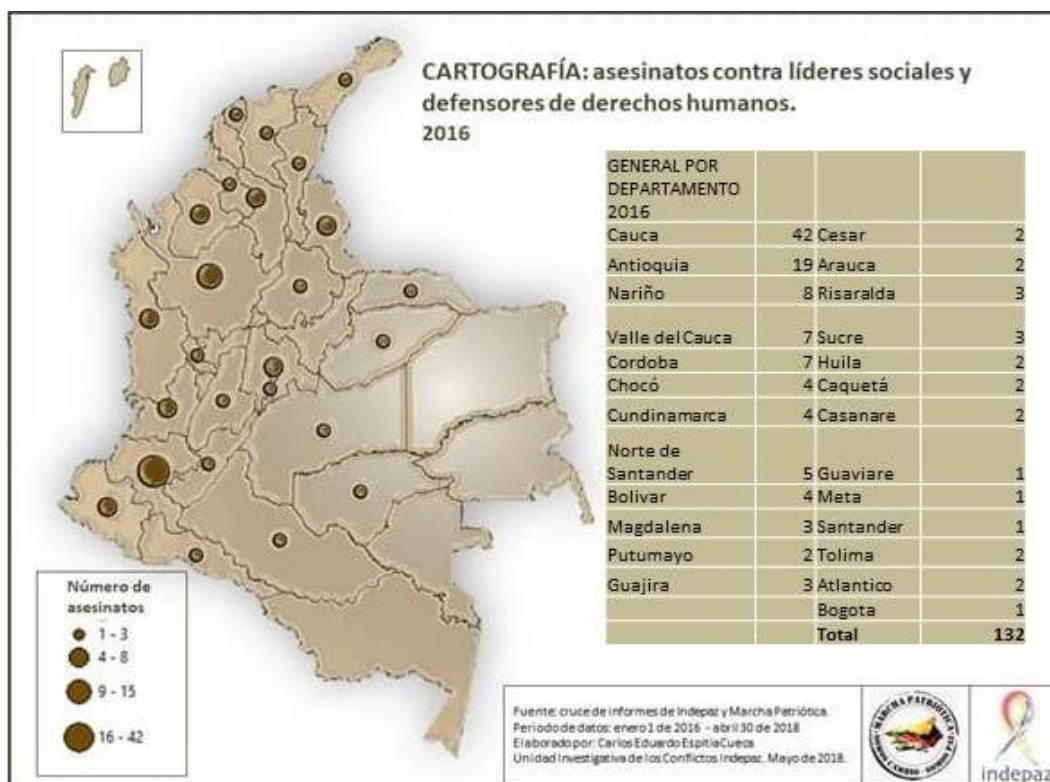 CARTOGRAFÍA: asesinatos contra líderes sociales y
defensores de derechos humanos.
2016
GENERAL POR
DEPARTAMENTO
2016
Cauca 42 Cesar 2
Antioquia 19 Arauca 2
Nariño 8 Risaralda 3
Valle del Cauca 7 Sucre 3
Cordoba 7 Huila 2
Chocó 4 Caquetá 2
Cundinamarca 4 Casanare 2
Norte de
Santander 5 Guaviare 1
Bolivar 4 Meta 1
Magdalena 3 Santander 1
Putumayo 2 Tolima 2
Guajira 3 Atlantico 2
Bogota 1
Total 132
Número de
asesinatos
1 - 3
4 - 8
9 - 15
16 - 42
Fuente: cruce de informes de Indepaz y Marcha Patriótica.
Periodo de datos: enero 1 de 2016 - abril 30 de 2018
Elaborado por: Carlos Eduardo Espitia Cueca
Unidad Investigativa de los Conflictos Indepaz. Mayo de 2018.
MARCHA PATRIÓTICA
indepaz